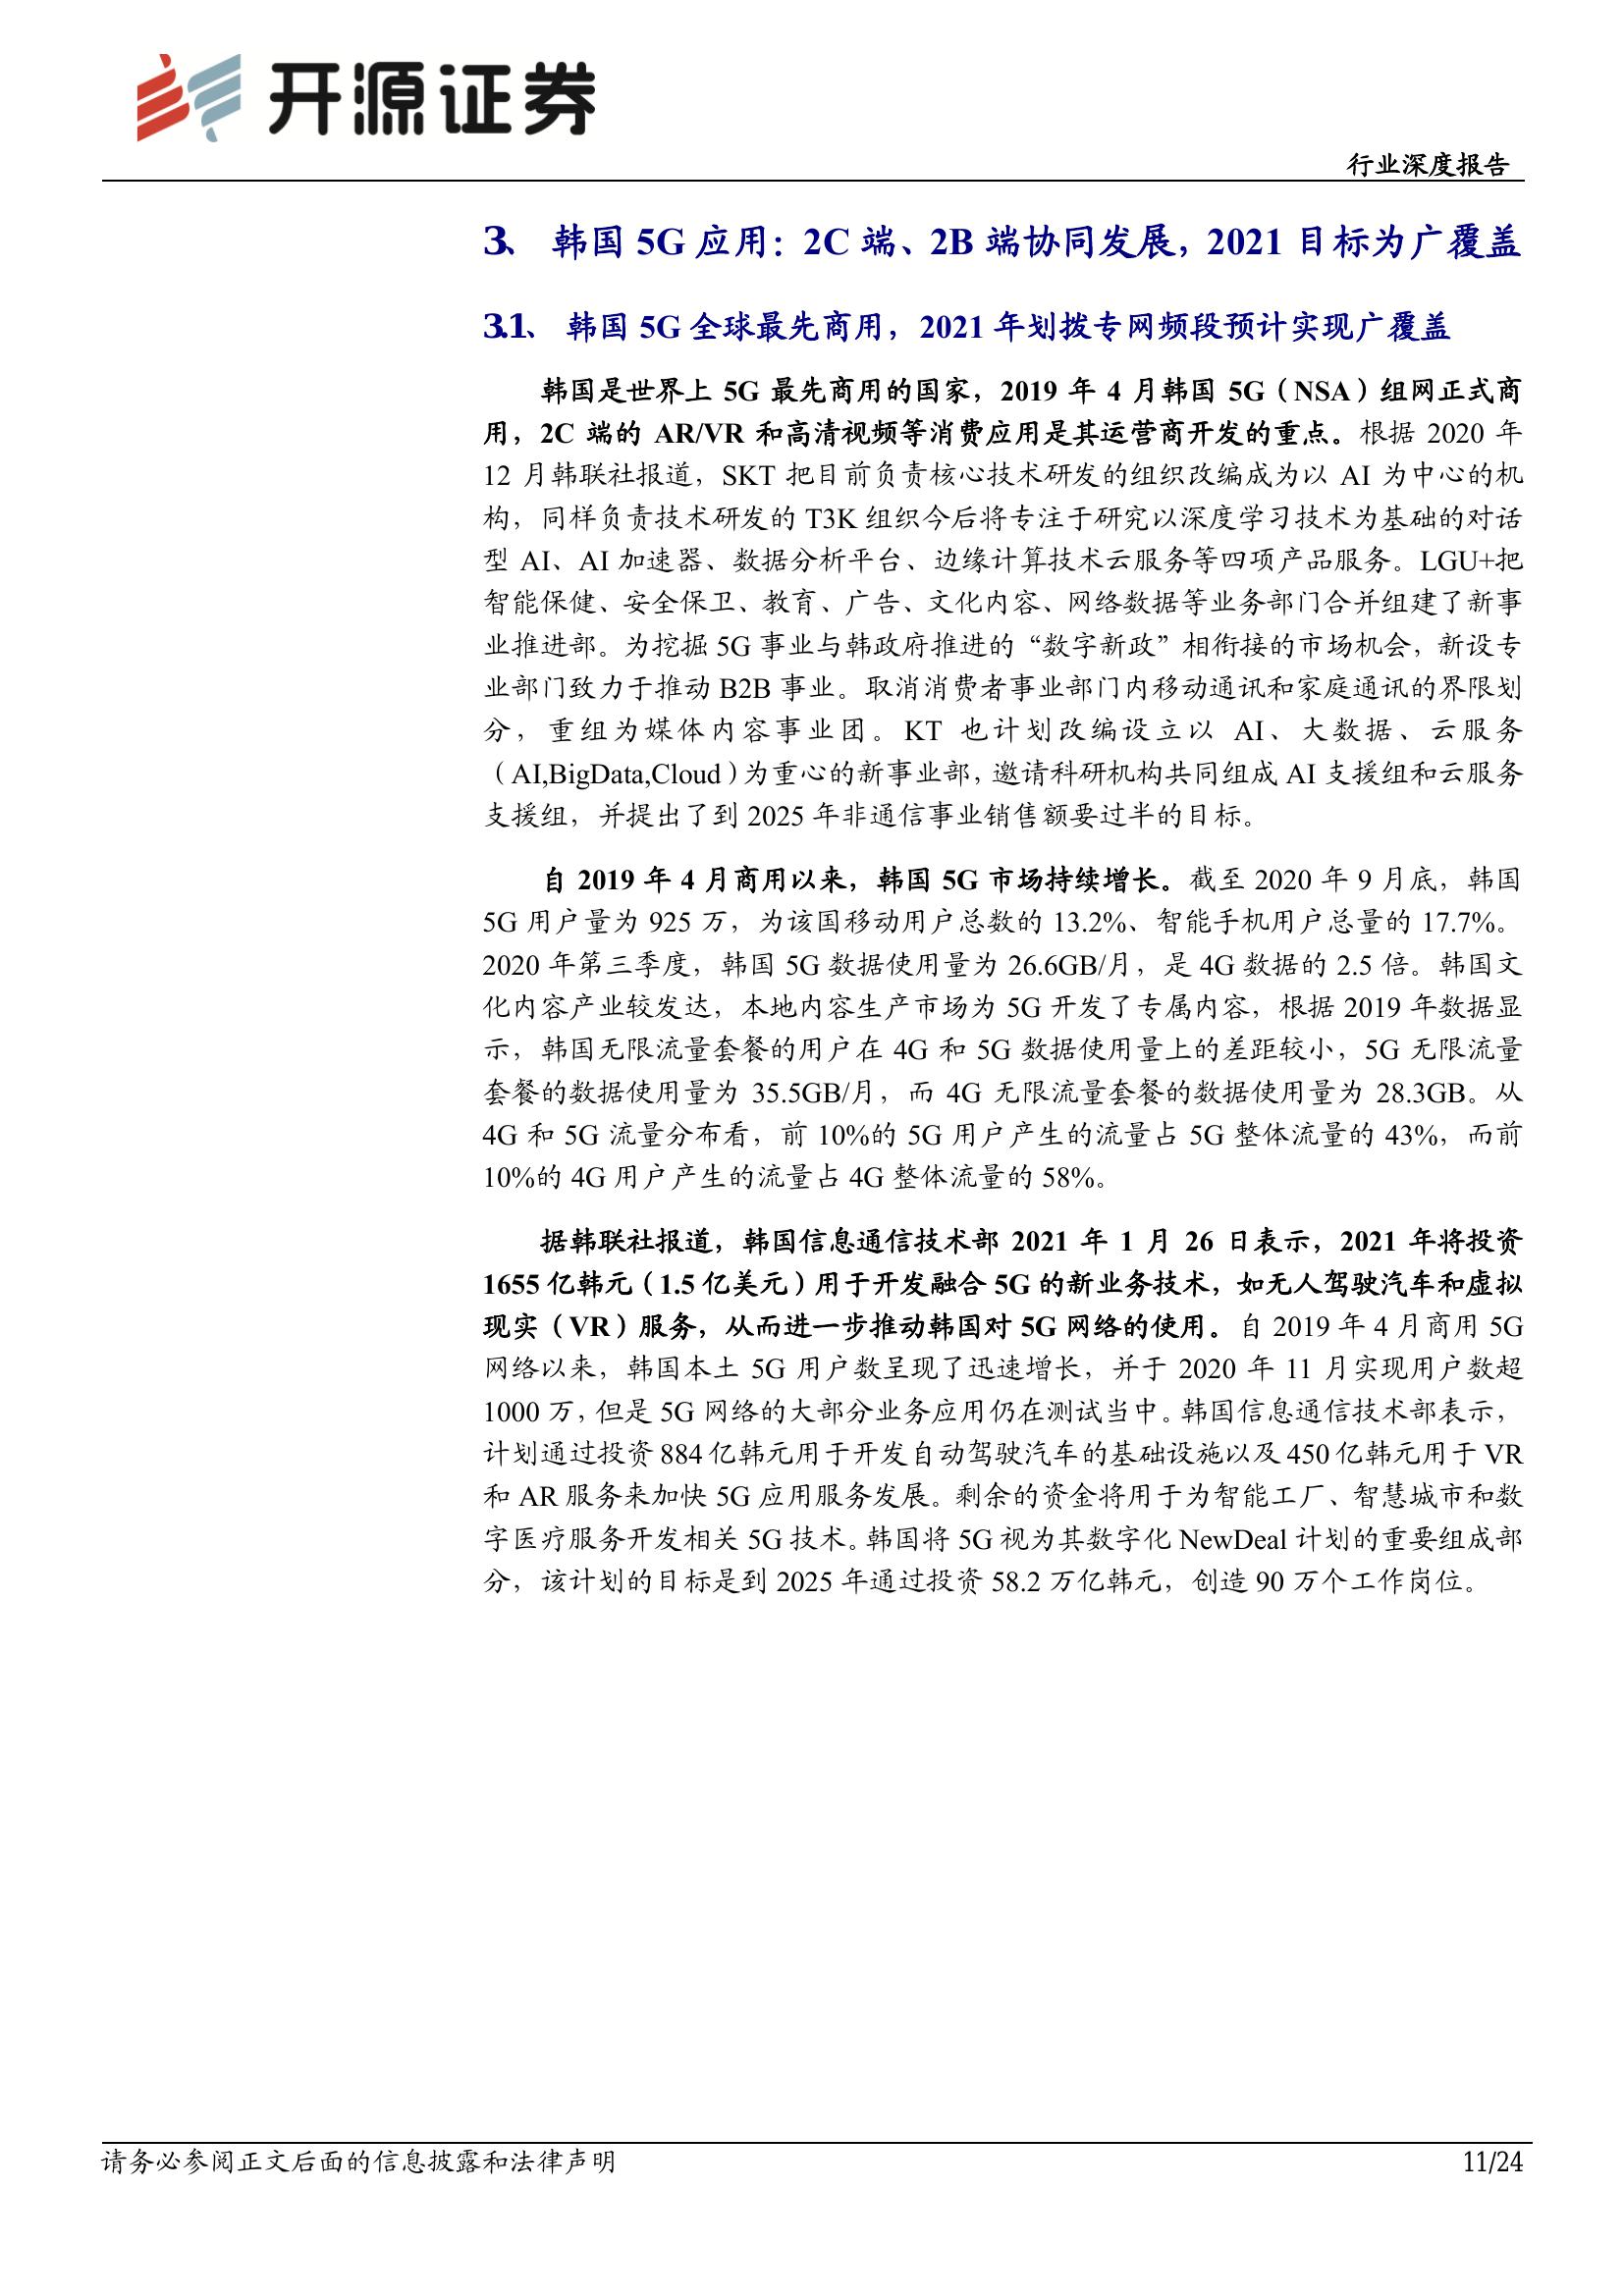 开源证券
行业深度报告
3、 韩国 5G 应用：2C 端、2B 端协同发展，2021 目标为广覆盖
3.1、 韩国 5G 全球最先商用，2021 年划拨专网频段预计实现广覆盖
韩国是世界上 5G 最先商用的国家，2019 年 4 月韩国 5G（NSA）组网正式商
用，2C 端的 AR/VR 和高清视频等消费应用是其运营商开发的重点。根据 2020 年
12 月韩联社报道，SKT 把目前负责核心技术研发的组织改编成为以 AI 为中心的机
构，同样负责技术研发的 T3K 组织今后将专注于研究以深度学习技术为基础的对话
型 AI、AI 加速器、数据分析平台、边缘计算技术云服务等四项产品服务。LGU+把
智能保健、安全保卫、教育、广告、文化内容、网络数据等业务部门合并组建了新事
业推进部。为挖掘 5G 事业与韩政府推进的“数字新政”相衔接的市场机会，新设专
业部门致力于推动 B2B 事业。取消消费者事业部门内移动通讯和家庭通讯的界限划
分，重组为媒体内容事业团。KT 也计划改编设立以 AI、大数据、云服务
（AI,BigData,Cloud）为重心的新事业部，邀请科研机构共同组成 AI 支援组和云服务
支援组，并提出了到 2025 年非通信事业销售额要过半的目标。
自 2019 年 4 月商用以来，韩国 5G 市场持续增长。截至 2020 年 9 月底，韩国
5G 用户量为 925 万，为该国移动用户总数的 13.2%、智能手机用户总量的 17.7%。
2020 年第三季度，韩国 5G 数据使用量为 26.6GB/月，是 4G 数据的 2.5 倍。韩国文
化内容产业较发达，本地内容生产市场为 5G 开发了专属内容，根据 2019 年数据显
示，韩国无限流量套餐的用户在 4G 和 5G 数据使用量上的差距较小，5G 无限流量
套餐的数据使用量为 35.5GB/月，而 4G 无限流量套餐的数据使用量为 28.3GB。从
4G 和 5G 流量分布看，前 10%的 5G 用户产生的流量占 5G 整体流量的 43%，而前
10%的 4G 用户产生的流量占 4G 整体流量的 58%。
据韩联社报道，韩国信息通信技术部 2021 年 1 月 26 日表示，2021 年将投资
1655 亿韩元（1.5 亿美元）用于开发融合 5G 的新业务技术，如无人驾驶汽车和虚拟
现实（VR）服务，从而进一步推动韩国对 5G 网络的使用。自 2019 年 4 月商用 5G
网络以来，韩国本土 5G 用户数呈现了迅速增长，并于 2020 年 11 月实现用户数超
1000 万，但是 5G 网络的大部分业务应用仍在测试当中。韩国信息通信技术部表示，
计划通过投资 884 亿韩元用于开发自动驾驶汽车的基础设施以及 450 亿韩元用于 VR
和 AR 服务来加快 5G 应用服务发展。剩余的资金将用于为智能工厂、智慧城市和数
字医疗服务开发相关 5G 技术。韩国将 5G 视为其数字化 NewDeal 计划的重要组成部
分，该计划的目标是到 2025 年通过投资 58.2 万亿韩元，创造 90 万个工作岗位。
请务必参阅正文后面的信息披露和法律声明
11/24